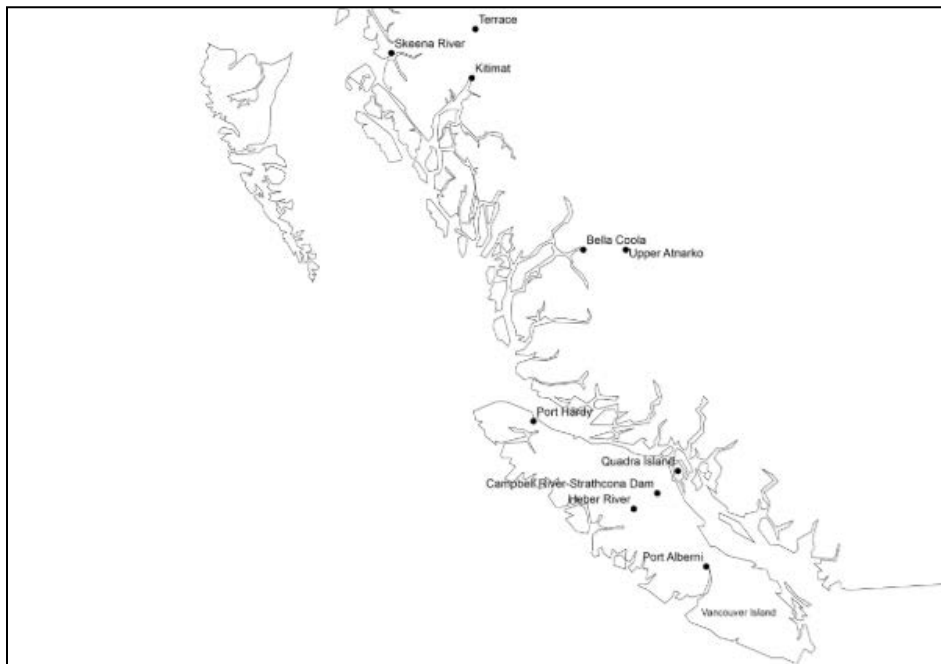 Terrace
Skeena River
Kitimat
Bella Coola
Upper Atnarko
Port Hardy
Quadra Island
Campbell River-Strathcona Dam
Heber River
Port Alberni
Vancouver Island